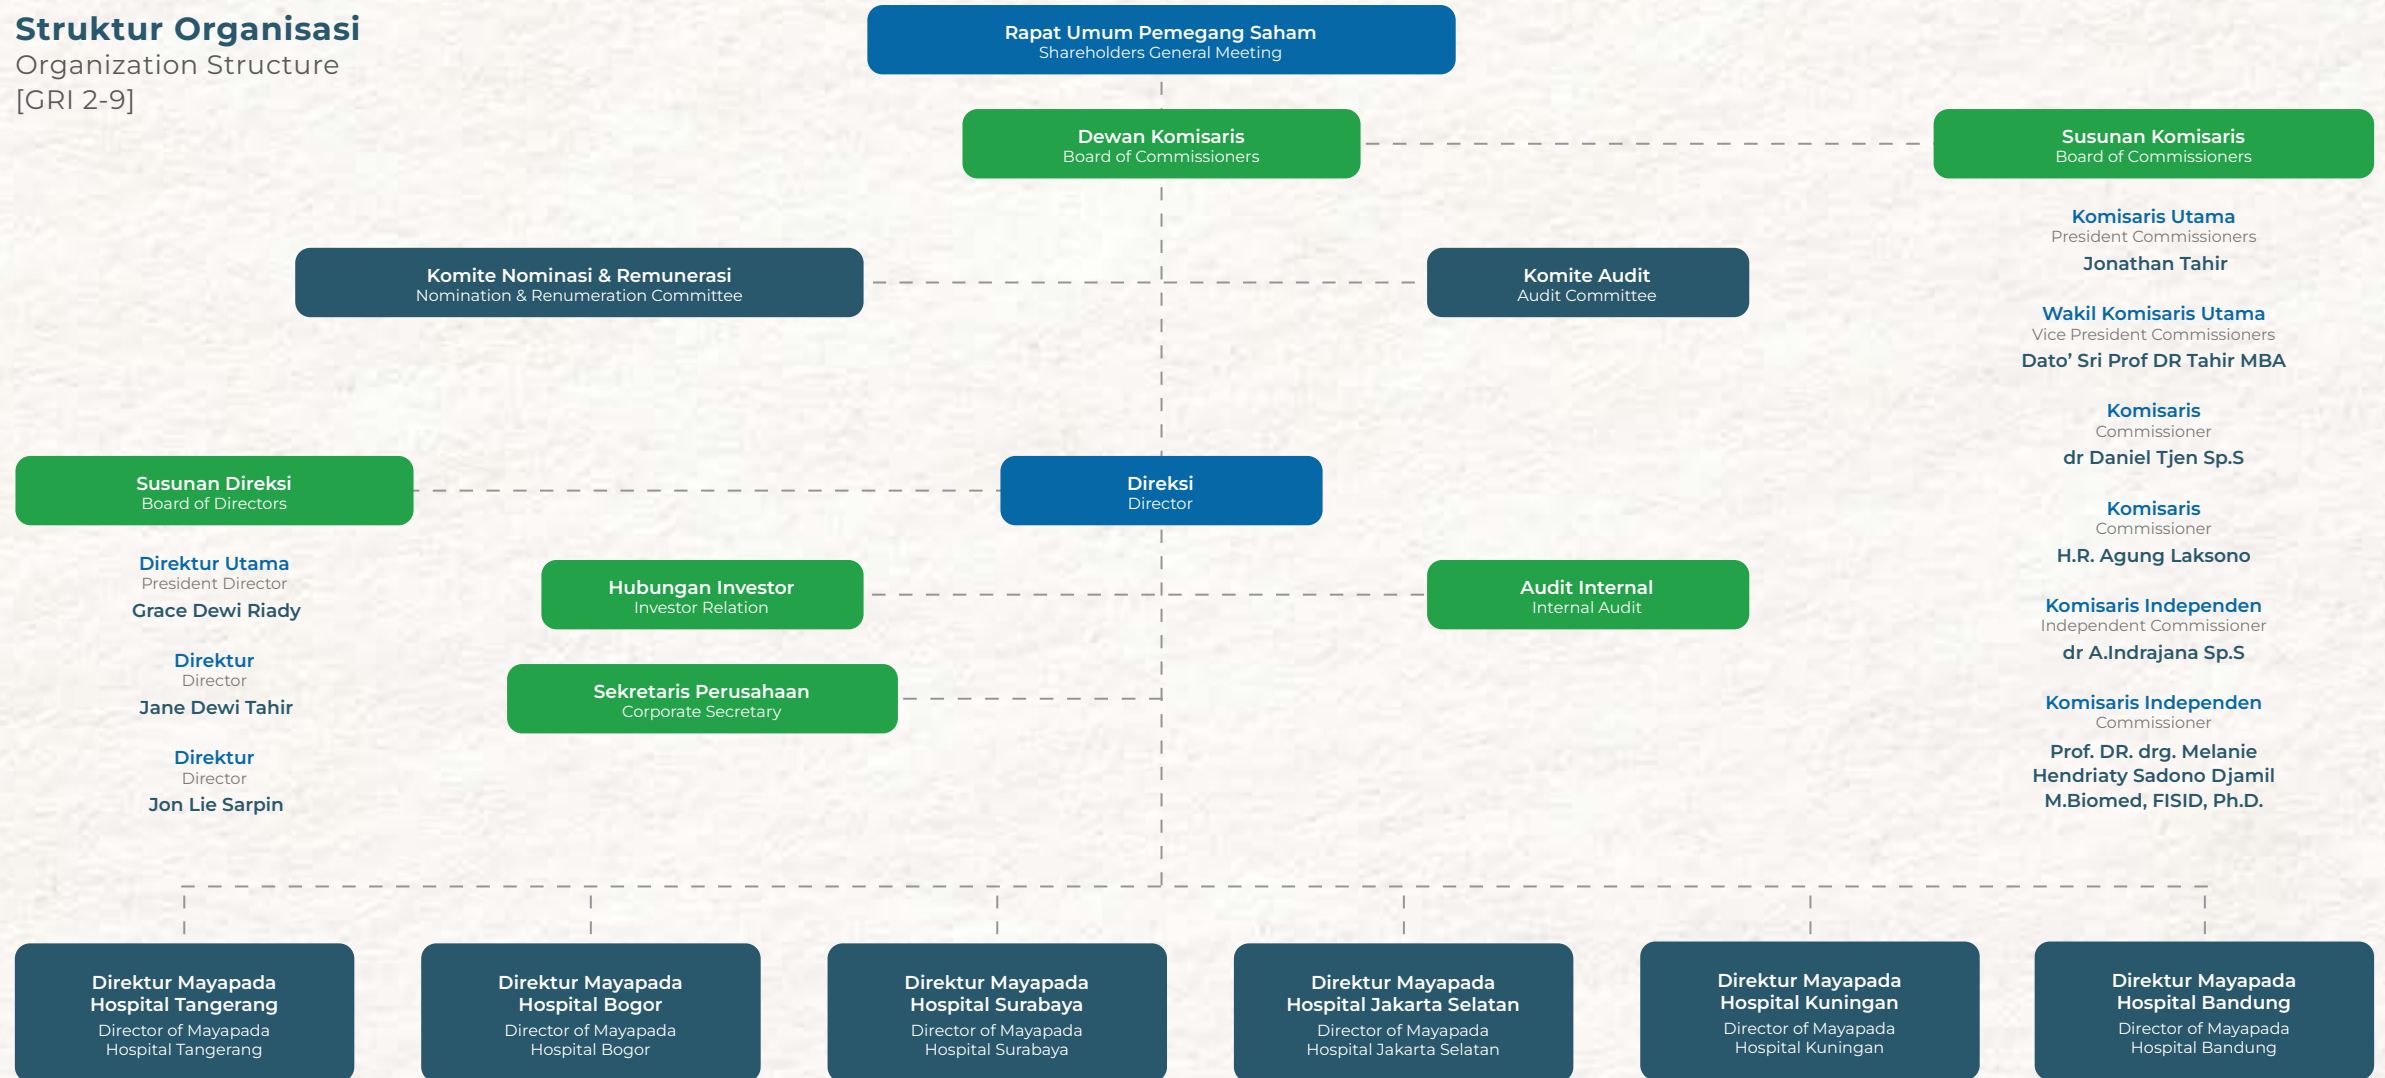 Struktur Organisasi
Organization Structure
[GRI 2-9]
Rapat Umum Pemegang Saham
Shareholders General Meeting
Dewan Komisaris
Board of Commissioners
Susunan Komisaris
Board of Commissioners
Komisaris Utama
President Commissioners
Jonathan Tahir
Wakil Komisaris Utama
Vice President Commissioners
Dato’ Sri Prof DR Tahir MBA
Komisaris
Commissioner
dr Daniel Tjen Sp.S
Komisaris
Commissioner
H.R. Agung Laksono
Komisaris Independen
Independent Commissioner
dr A.Indrajana Sp.S
Komisaris Independen
Commissioner
Prof. DR. drg. Melanie
Hendriaty Sadono Djamil
M.Biomed, FISID, Ph.D.
Komite Nominasi & Remunerasi
Nomination & Renumeration Committee
Komite Audit
Audit Committee
Susunan Direksi
Board of Directors
Direktur Utama
President Director
Grace Dewi Riady
Direktur
Director
Jane Dewi Tahir
Direktur
Director
Jon Lie Sarpin
Direksi
Director
Hubungan Investor
Investor Relation
Audit Internal
Internal Audit
Sekretaris Perusahaan
Corporate Secretary
Direktur Mayapada
Hospital Tangerang
Director of Mayapada
Hospital Tangerang
Direktur Mayapada
Hospital Bogor
Director of Mayapada
Hospital Bogor
Direktur Mayapada
Hospital Surabaya
Director of Mayapada
Hospital Surabaya
Direktur Mayapada
Hospital Jakarta Selatan
Director of Mayapada
Hospital Jakarta Selatan
Direktur Mayapada
Hospital Kuningan
Director of Mayapada
Hospital Kuningan
Direktur Mayapada
Hospital Bandung
Director of Mayapada
Hospital Bandung